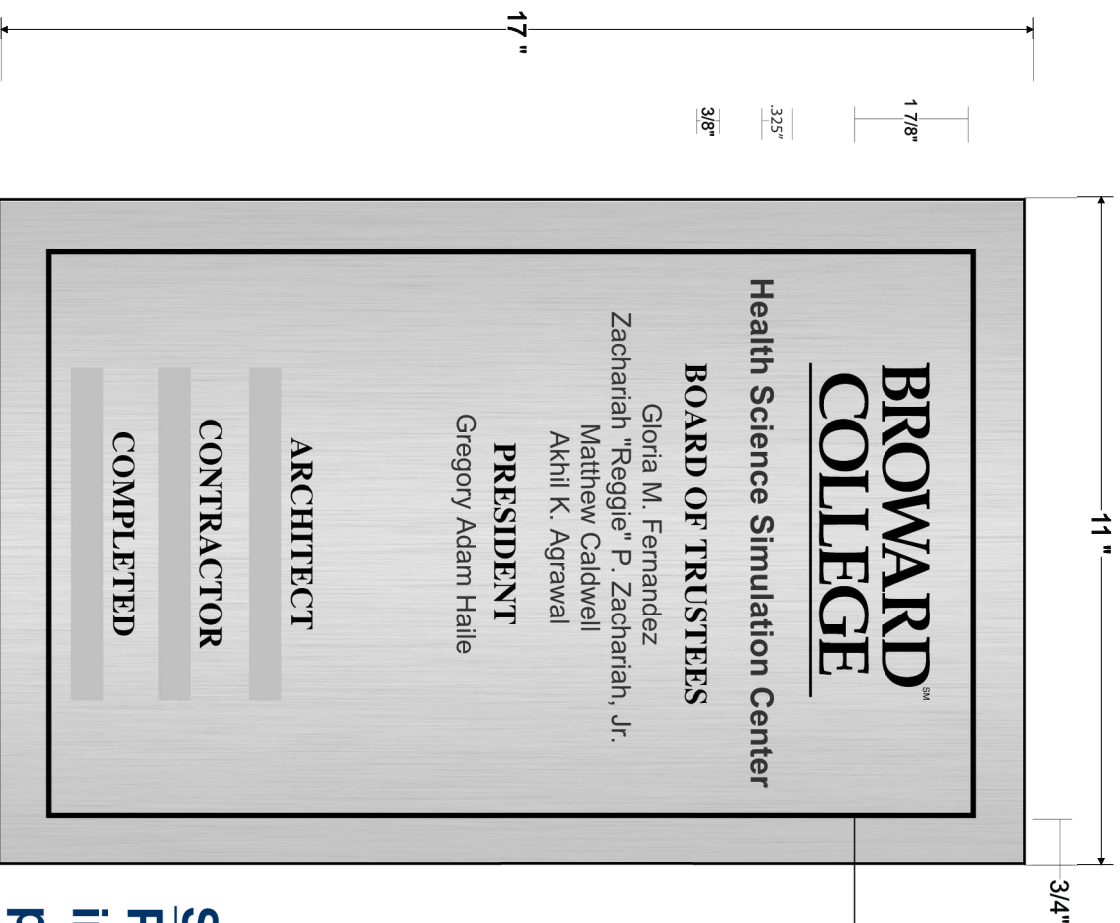 11 "
3/4"
17 "
1 7/8"
.325"
3/8"
BROWARD
COLLEGE
SM
Health Science Simulation Center
BOARD OF TRUSTEES
Gloria M. Fernandez
Zachariah "Reggie" P. Zachariah, Jr.
Matthew Caldwell
Akhil K. Agrawal
PRESIDENT
Gregory Adam Haile
ARCHITECT
CONTRACTOR
COMPLETED